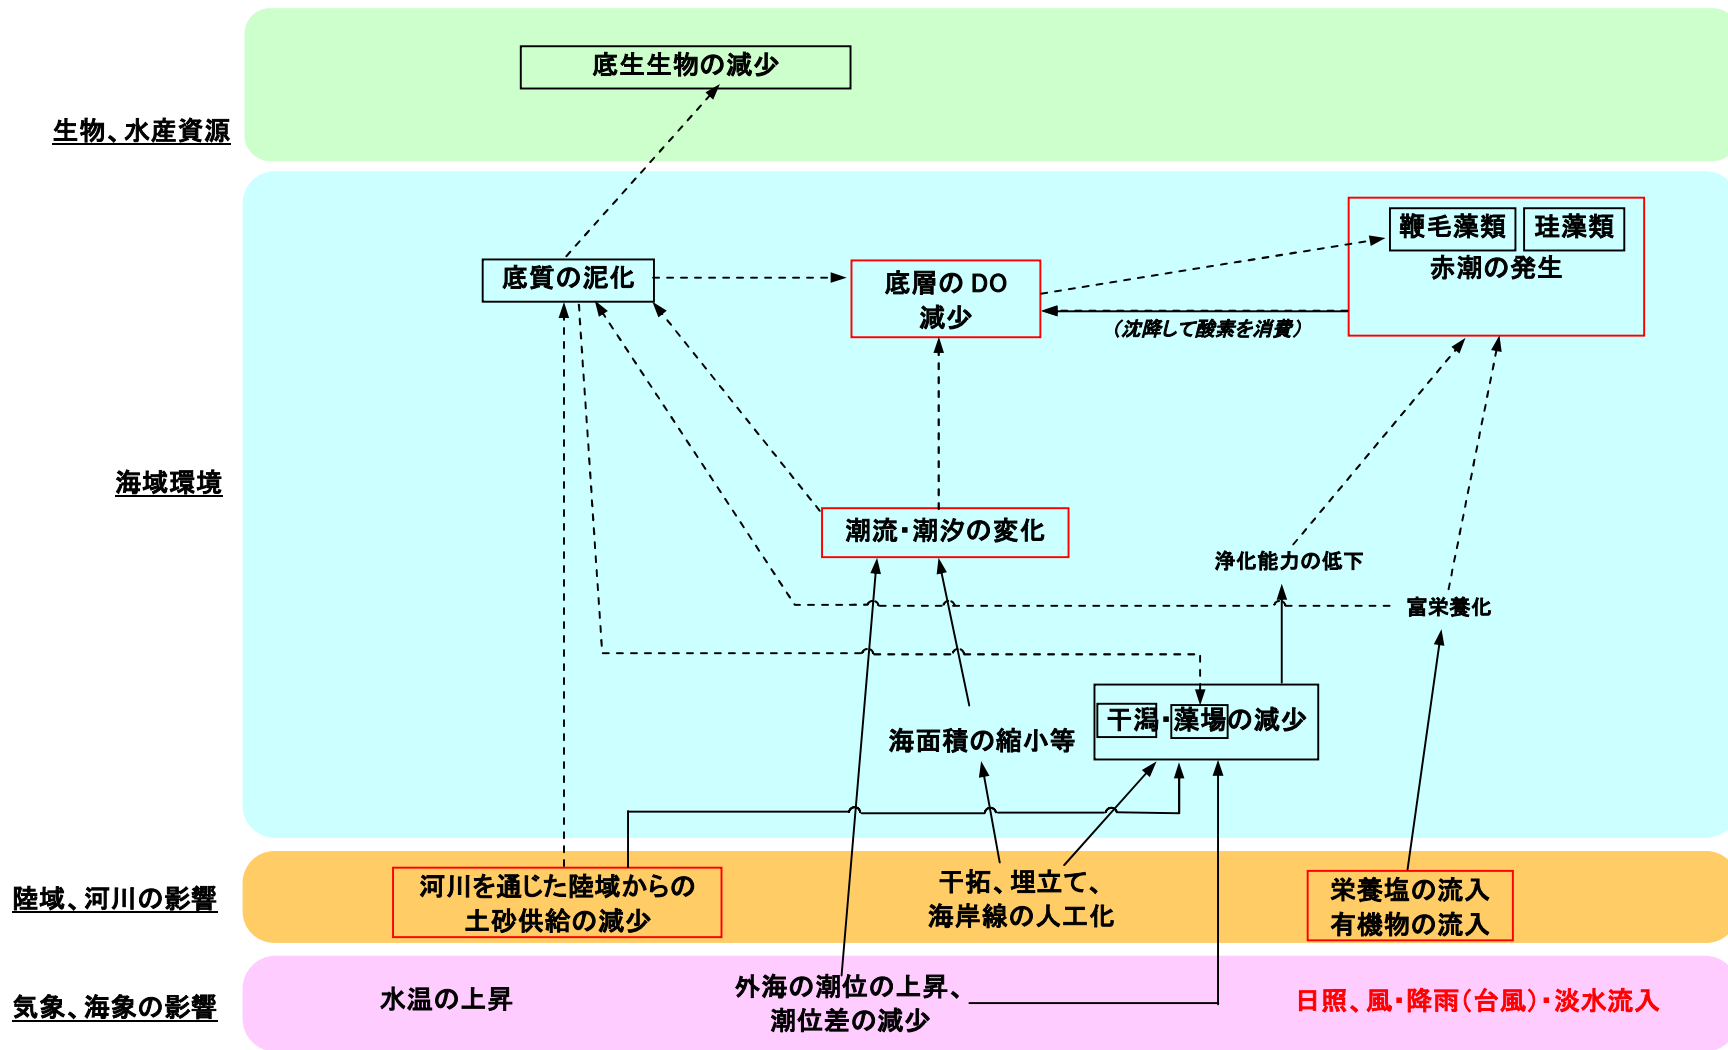 底生生物の減少
生物、水産資源
鞭毛藻類 珪藻類
赤潮の発生
底質の泥化
底層の DO
減少
（沈降して酸素を消費）
海域環境
潮流・潮汐の変化
浄化能力の低下
富栄養化
干潟・藻場の減少
海面積の縮小等
陸域、河川の影響
河川を通じた陸域からの
土砂供給の減少
干拓、埋立て、
海岸線の人工化
栄養塩の流入
有機物の流入
気象、海象の影響
水温の上昇
外海の潮位の上昇、
潮位差の減少
日照、風・降雨（台風）・淡水流入